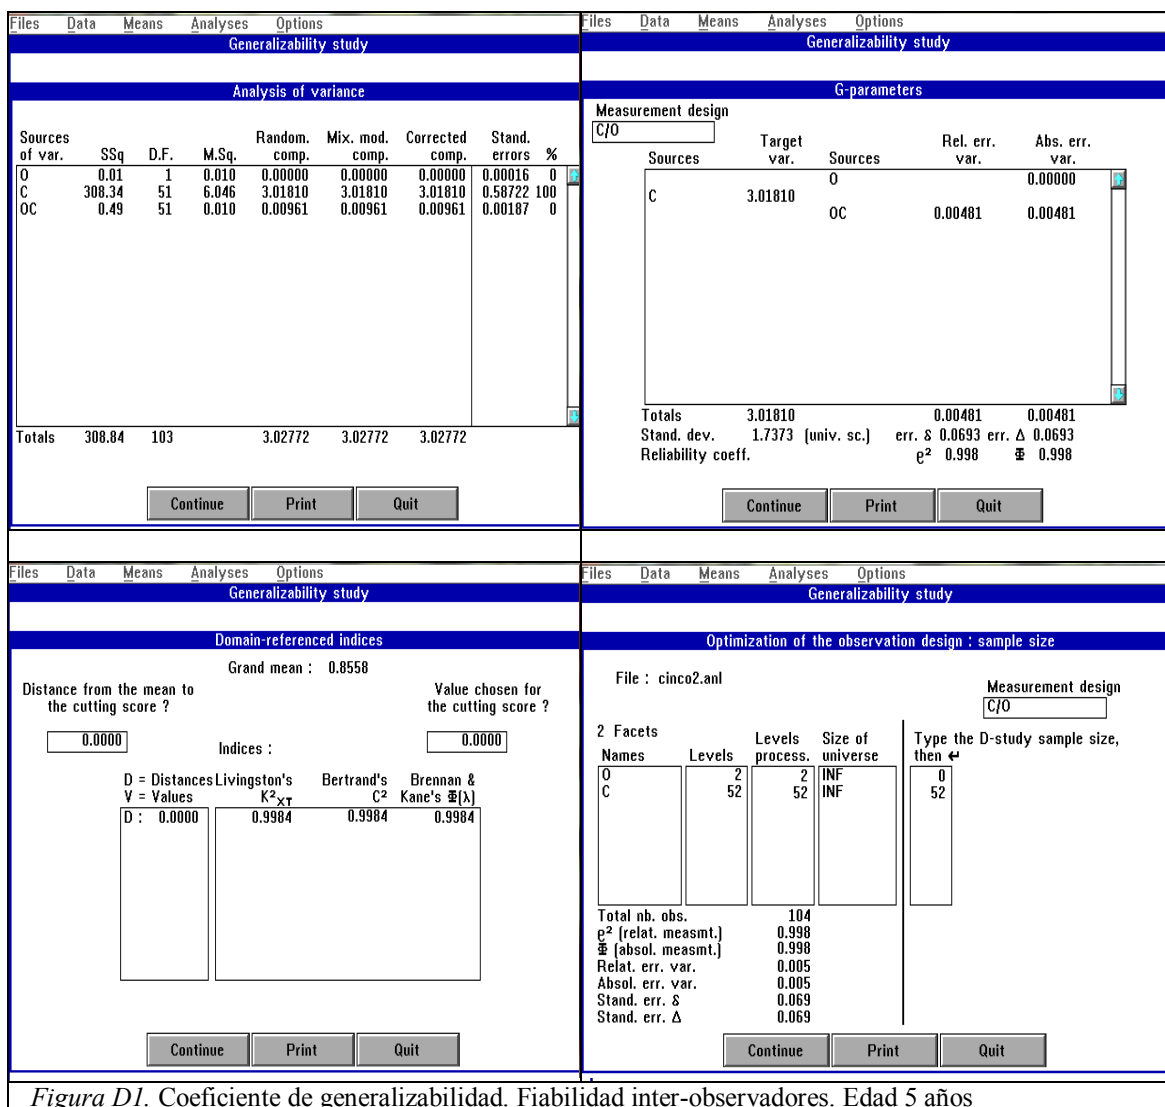 Files Data Means Analyses Options
Generalizability study
Analysis of variance
Sources Random. Mix. mod. Corrected Stand.
of var. SSq D.F. M.Sq. comp. comp. comp. errors %
O 0.01 1 0.010 0.00000 0.00000 0.00000 0.00016 0
C 308.34 51 6.046 3.01810 3.01810 3.01810 0.58722 100
OC 0.49 51 0.010 0.00961 0.00961 0.00961 0.00187 0
Totals 308.84 103 3.02772 3.02772 3.02772
Continue Print Quit
Files Data Means Analyses Options
Generalizability study
G-parameters
Measurement design
C/O
Target Rel. err. Abs. err.
Sources var. Sources var. var.
O 0.00000
C 3.01810
OC 0.00481 0.00481
Totals 3.01810 0.00481 0.00481
Stand. dev. 1.7373 (univ. sc.) err. δ 0.0693 err. Δ 0.0693
Reliability coeff. ρ² 0.998 Φ 0.998
Continue Print Quit
Files Data Means Analyses Options
Generalizability study
Domain-referenced indices
Grand mean : 0.8558
Distance from the mean to Value chosen for
the cutting score ? the cutting score ?
0.0000 0.0000
Indices :
D = Distances Livingston's Bertrand's Brennan &
V = Values K²XT C² Kane's Φ(λ)
D : 0.0000 0.9984 0.9984 0.9984
Continue Print Quit
Files Data Means Analyses Options
Generalizability study
Optimization of the observation design : sample size
File : cinco2.anl
Measurement design
C/O
2 Facets Levels Size of Type the D-study sample size,
Names Levels process. universe then ↵
O 2 2 INF 0
C 52 52 INF 52
Total nb. obs. 104
ρ² (relat. measmt.) 0.998
Φ (absol. measmt.) 0.998
Relat. err. var. 0.005
Absol. err. var. 0.005
Stand. err. δ 0.069
Stand. err. Δ 0.069
Continue Print Quit
Figura D1. Coeficiente de generalizabilidad. Fiabilidad inter-observadores. Edad 5 años